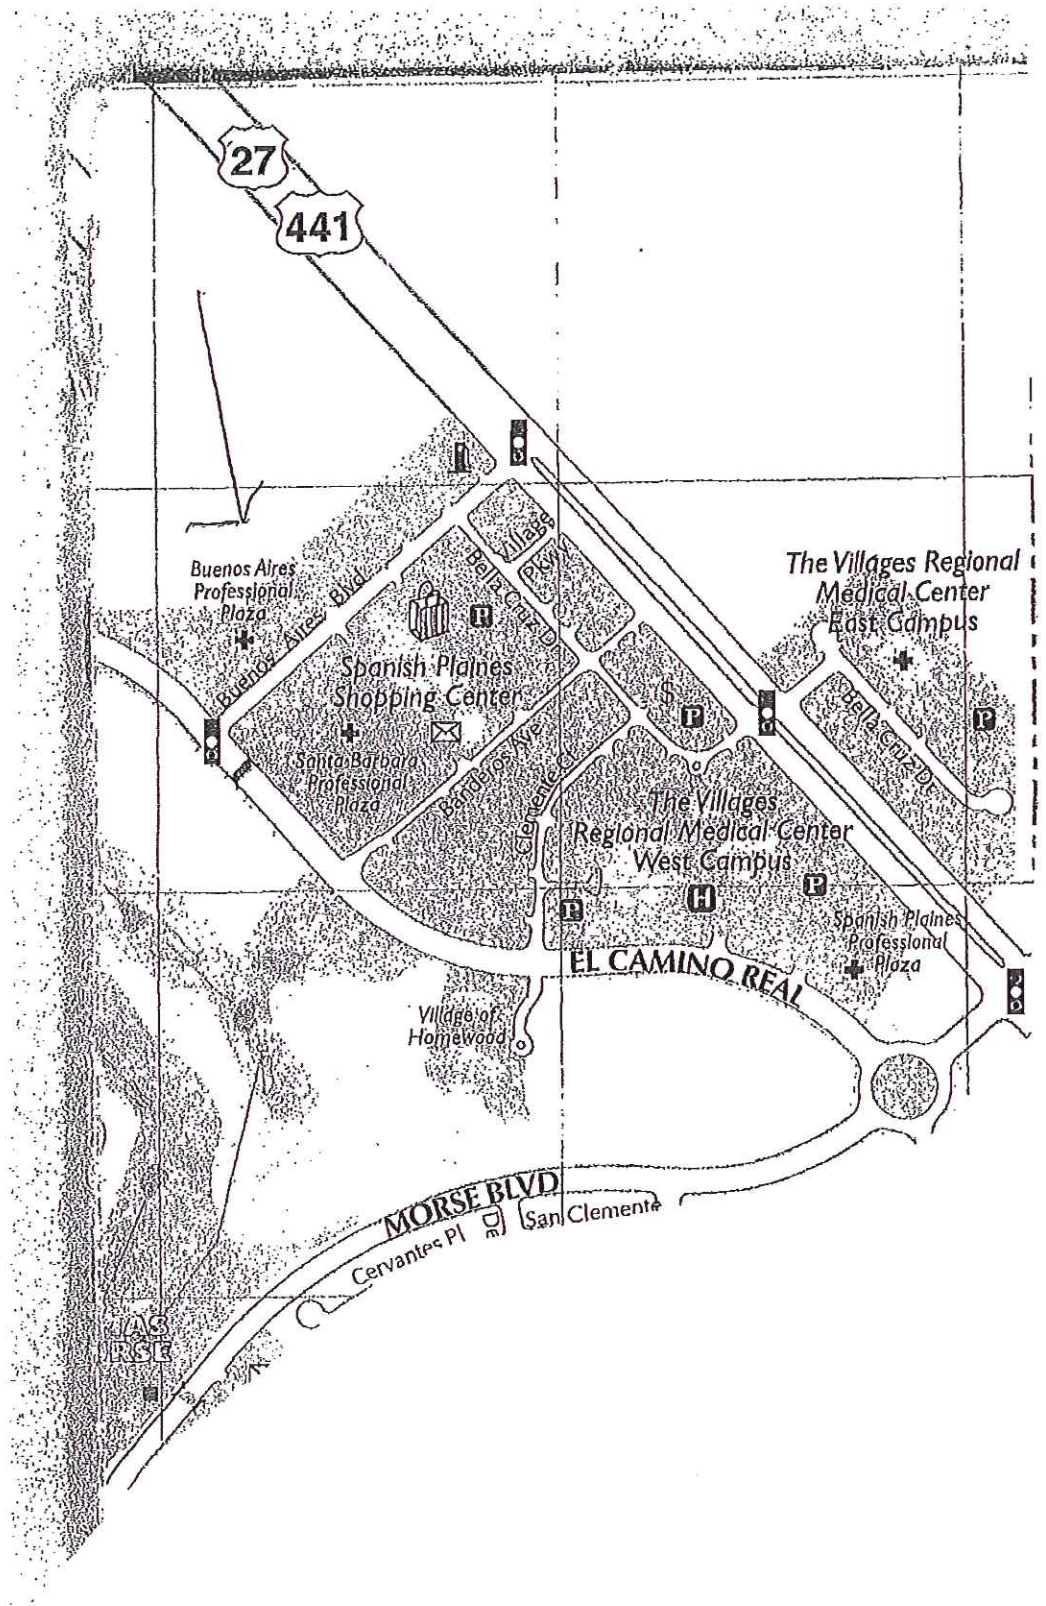 27
441
Village
Pkwy
Bella Cruz D
Buenos Aires
Professional
Plaza
Buenos Aires Blvd.
P
The Villages Regional
Medical Center
East Campus
Spanish Plaines
Shopping Center
$
P
P
Bella Cruz Dr
Santa Barbara
Professional
Plaza
Banderos Ave
Clemente Ct
The Villages
Regional Medical Center
West Campus
P
H
P
Spanish Plaines
Professional
Plaza
EL CAMINO REAL
Village of
Homewood
MORSE BLVD
San Clemente
De
Cervantes Pl
AS
RSE